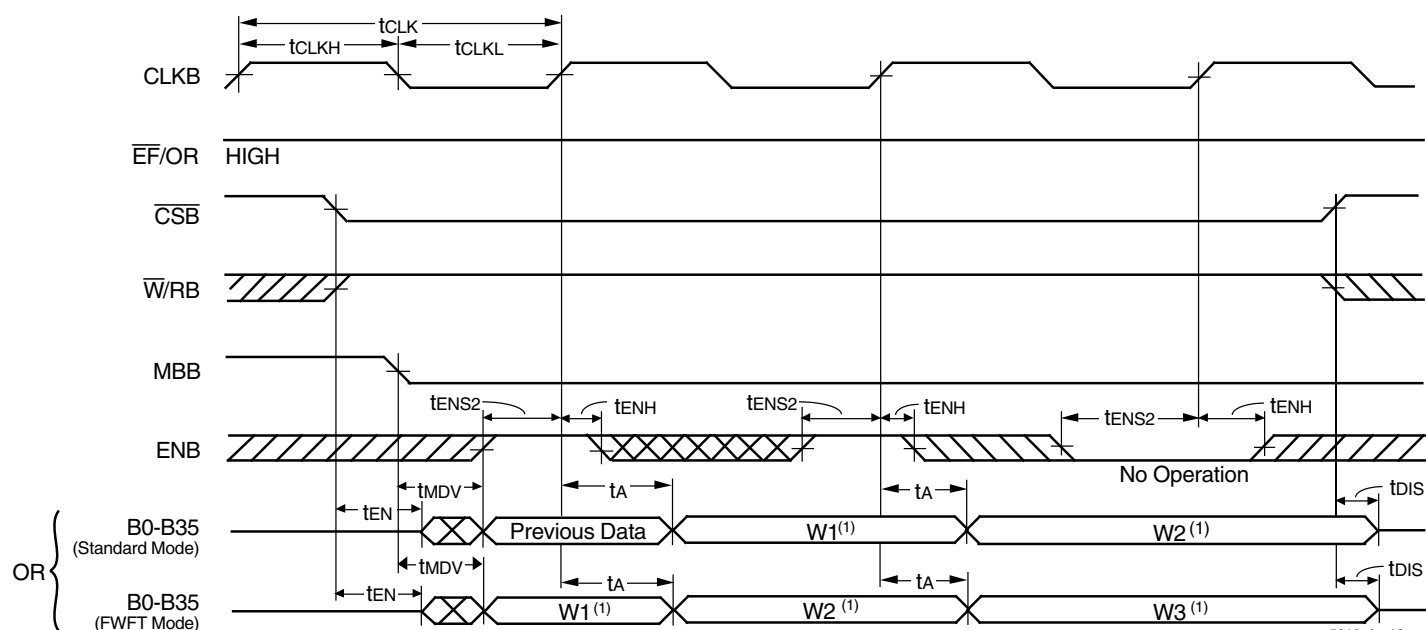 tCLK
tCLKH
tCLKL
CLKB
EF/OR HIGH
CSB
W/RB
MBB
tENS2 tENH tENS2 tENH tENS2 tENH
ENB
No Operation
tMDV tA tA tDIS
tEN
B0-B35 Previous Data W1(1) W2(1)
(Standard Mode)
OR
tMDV tDIS
tEN tA tA
B0-B35 W1(1) W2(1) W3(1)
(FWFT Mode)